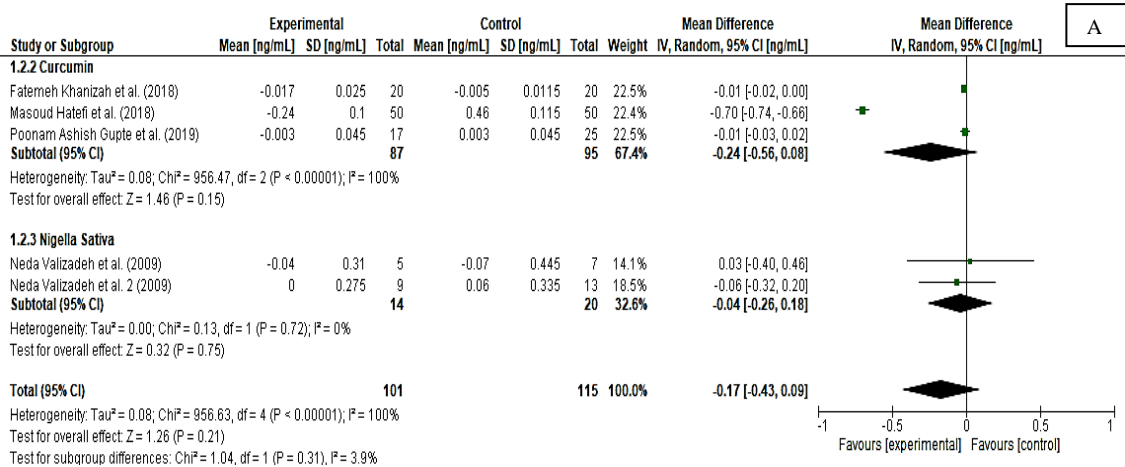 A
Experimental Control Mean Difference Mean Difference
Study or Subgroup Mean [ng/mL] SD [ng/mL] Total Mean [ng/mL] SD [ng/mL] Total Weight IV, Random, 95% CI [ng/mL] IV, Random, 95% CI [ng/mL]
1.2.2 Curcumin
Fatemeh Khanizah et al. (2018) -0.017 0.025 20 -0.005 0.0115 20 22.5% -0.01 [-0.02, 0.00]
Masoud Hatefi et al. (2018) -0.24 0.1 50 0.46 0.115 50 22.4% -0.70 [-0.74, -0.66]
Poonam Ashish Gupte et al. (2019) -0.003 0.045 17 0.003 0.045 25 22.5% -0.01 [-0.03, 0.02]
Subtotal (95% CI) 87 95 67.4% -0.24 [-0.56, 0.08]
Heterogeneity: Tau² = 0.08; Chi² = 956.47, df = 2 (P < 0.00001); I² = 100%
Test for overall effect: Z = 1.46 (P = 0.15)
1.2.3 Nigella Sativa
Neda Valizadeh et al. (2009) -0.04 0.31 5 -0.07 0.445 7 14.1% 0.03 [-0.40, 0.46]
Neda Valizadeh et al. 2 (2009) 0 0.275 9 0.06 0.335 13 18.5% -0.06 [-0.32, 0.20]
Subtotal (95% CI) 14 20 32.6% -0.04 [-0.26, 0.18]
Heterogeneity: Tau² = 0.00; Chi² = 0.13, df = 1 (P = 0.72); I² = 0%
Test for overall effect: Z = 0.32 (P = 0.75)
Total (95% CI) 101 115 100.0% -0.17 [-0.43, 0.09]
Heterogeneity: Tau² = 0.08; Chi² = 956.63, df = 4 (P < 0.00001); I² = 100%
Test for overall effect: Z = 1.26 (P = 0.21)
Test for subgroup differences: Chi² = 1.04, df = 1 (P = 0.31), I² = 3.9%
-1 -0.5 0 0.5 1
Favours [experimental] Favours [control]